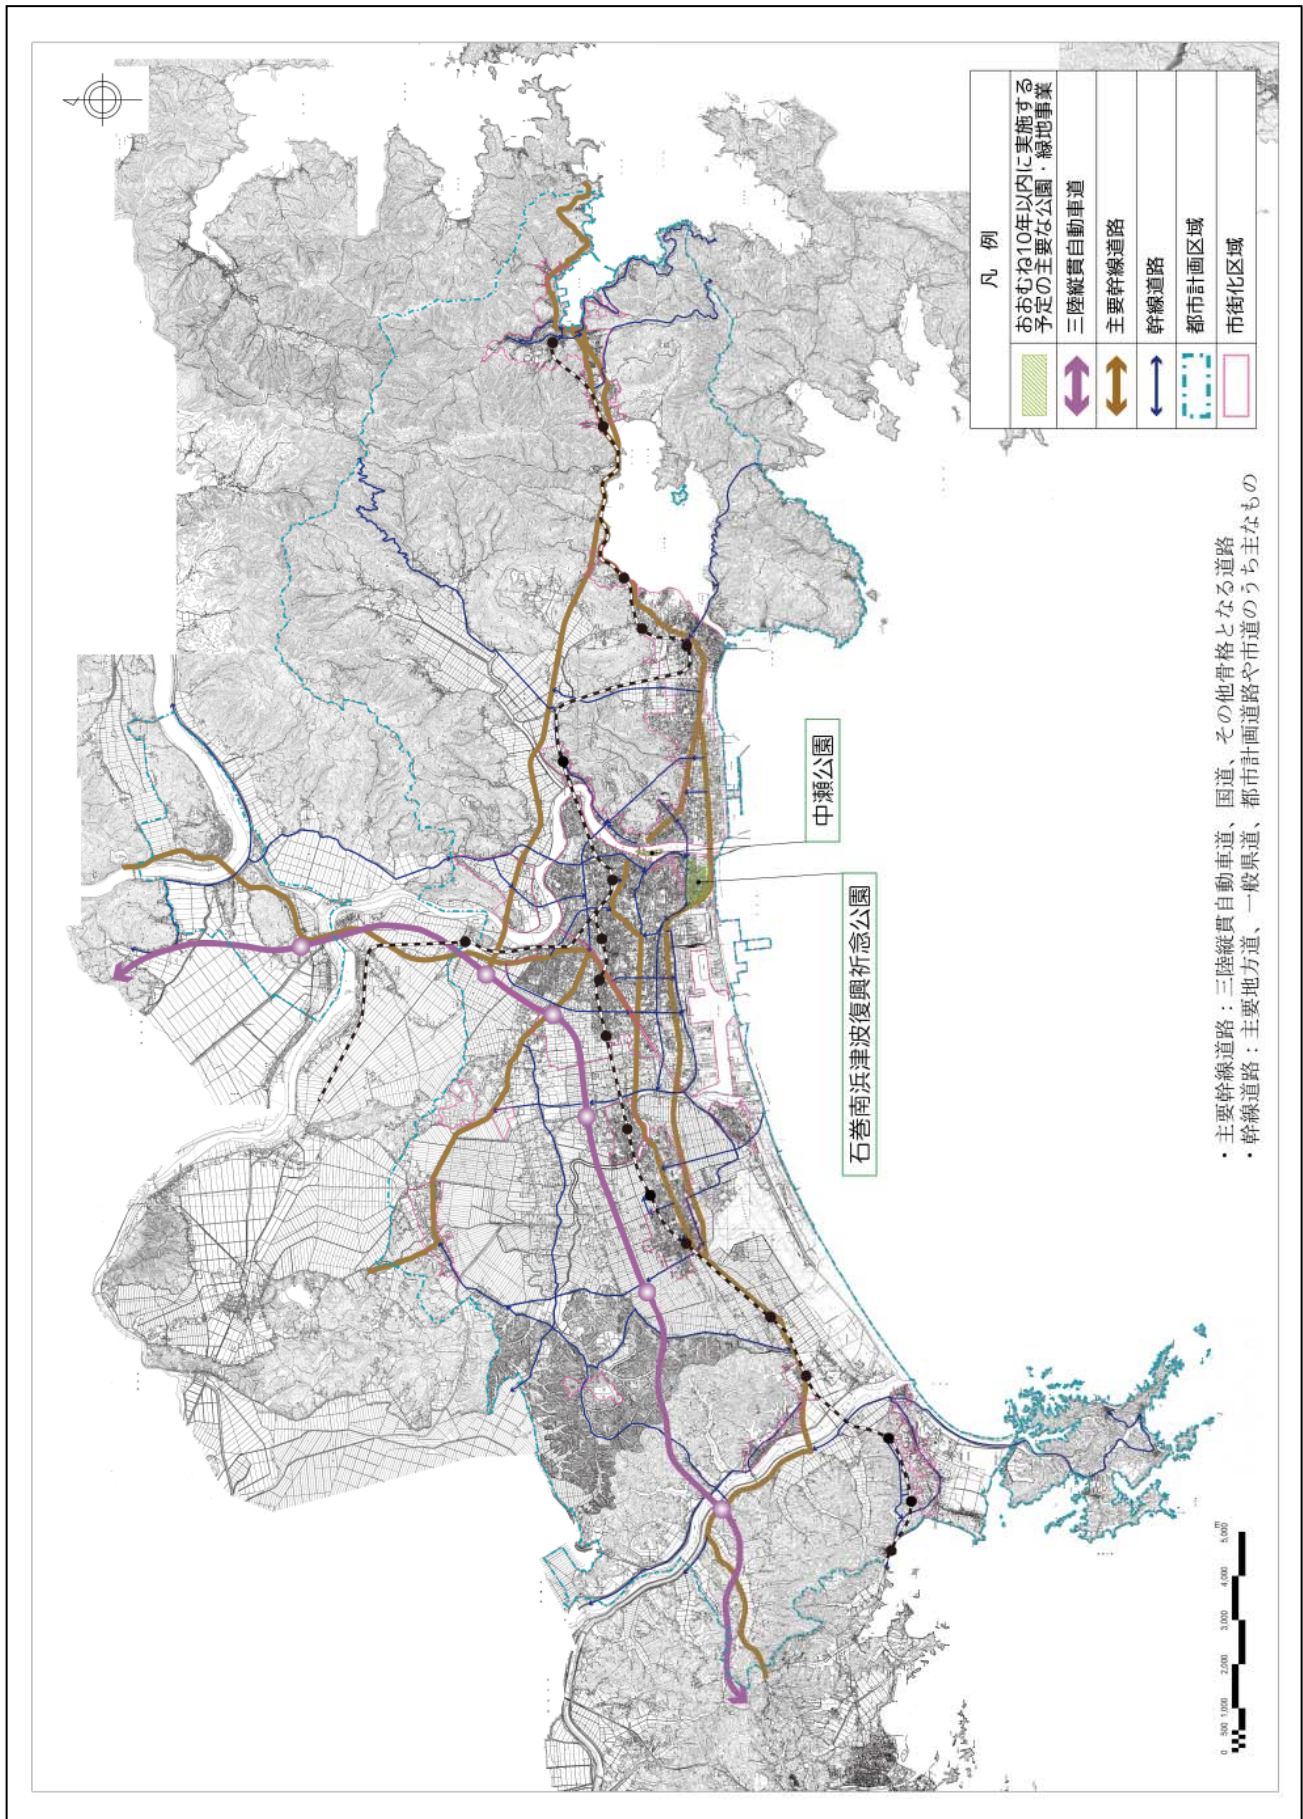 凡 例
おおむね10年以内に実施する
予定の主要な公園・緑地事業
三陸縦貫自動車道
主要幹線道路
幹線道路
都市計画区域
市街化区域
中瀬公園
石巻南浜津波復興祈念公園
・主要幹線道路：三陸縦貫自動車道、国道、その他骨格となる道路
・幹線道路：主要地方道、一般県道、都市計画道路や市道のうち主なもの
0 500 1,000 2,000 3,000 4,000 5,000
m